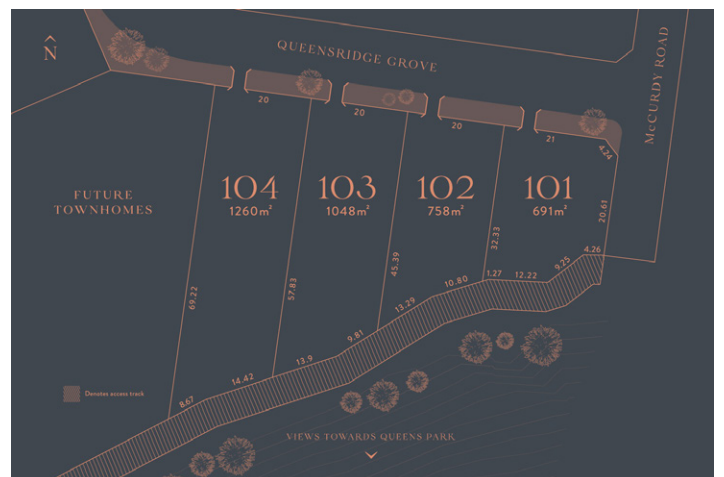 N
QUEENSRIDGE GROVE
McCURDY ROAD
20
20
20
21
4.24
104
1260m²
103
1048m²
102
758m²
101
691m²
FUTURE
TOWNHOMES
69.22
57.83
45.39
32.33
20.61
4.26
9.25
12.22
1.27
10.80
13.29
9.81
13.9
14.42
8.67
Denotes access track
VIEWS TOWARDS QUEENS PARK